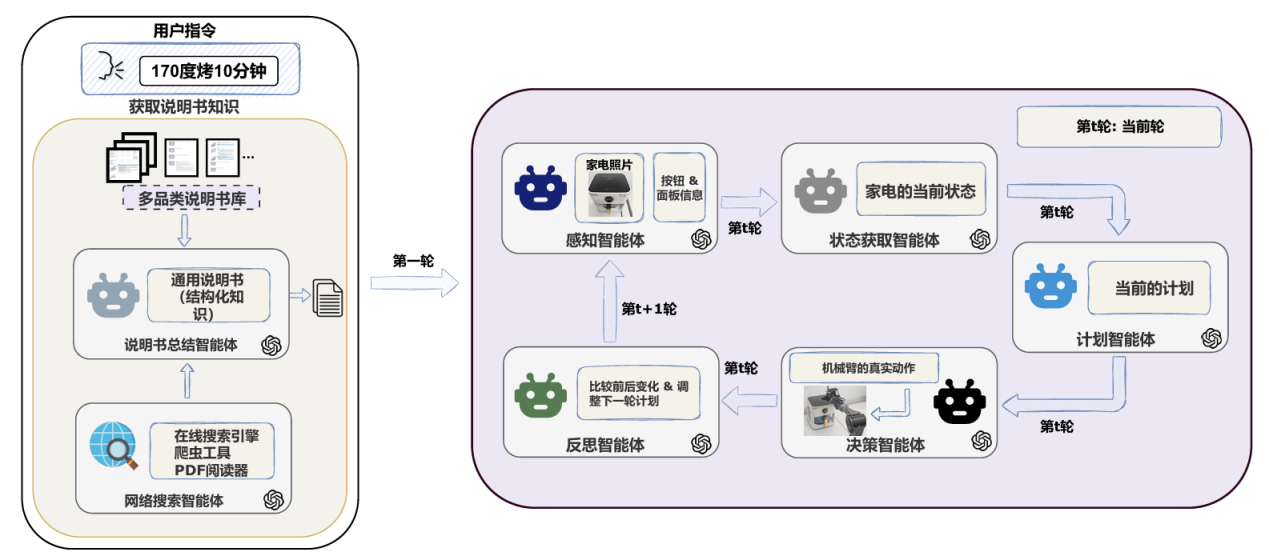 用户指令
170度烤10分钟
获取说明书知识
...
多品类说明书库
通用说明书
(结构化知
识)
说明书总结智能体
在线搜索引擎
爬虫工具
PDF阅读器
网络搜索智能体
第一轮
第t轮: 当前轮
家电照片
按钮 &
面板信息
感知智能体
第t轮
家电的当前状态
状态获取智能体
第t轮
当前的计划
计划智能体
第t轮
机械臂的真实动作
决策智能体
第t轮
比较前后变化 & 调
整下一轮计划
反思智能体
第t+1轮